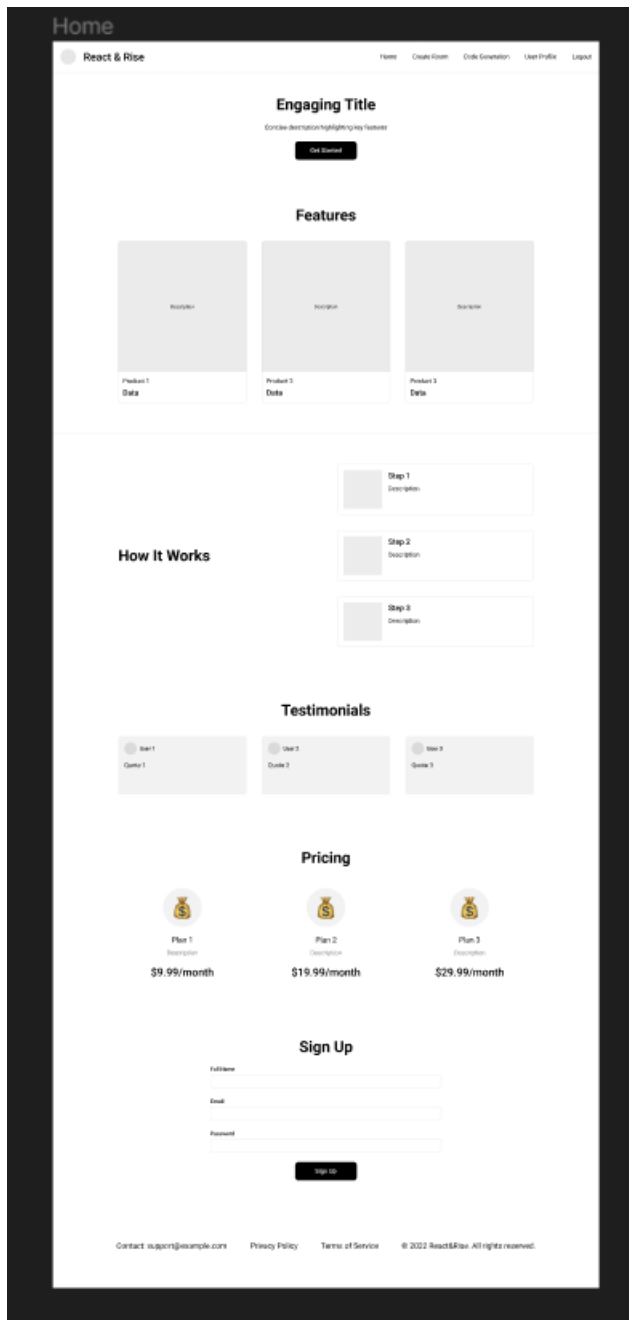 Home
React & Rise
Home Create Room Code Generation User Profile Logout
Engaging Title
Concise description highlighting key features
Get Started
Features
Description Description Description
Product 1 Product 2 Product 3
Data Data Data
How It Works
Step 1
Description
Step 2
Description
Step 3
Description
Testimonials
User 1 User 2 User 3
Quote 1 Quote 2 Quote 3
Pricing
Plan 1 Plan 2 Plan 3
Description Description Description
$9.99/month $19.99/month $29.99/month
Sign Up
Full Name
Email
Password
Sign Up
Contact: support@example.com Privacy Policy Terms of Service © 2022 React&Rise. All rights reserved.